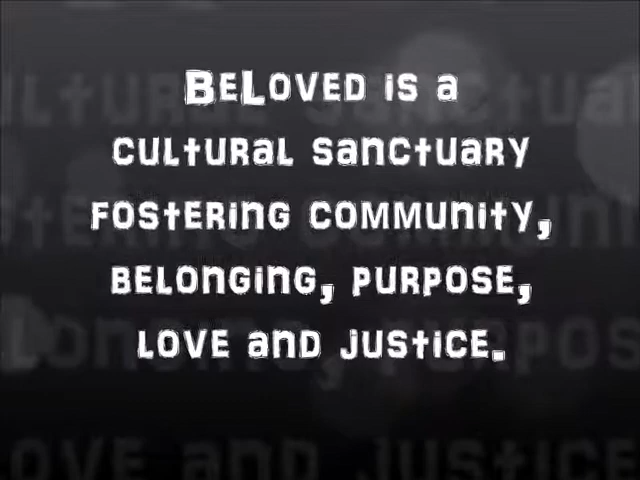 BeLoved is a
cultural sanctuary
fostering community,
belonging, purpose,
love and justice.